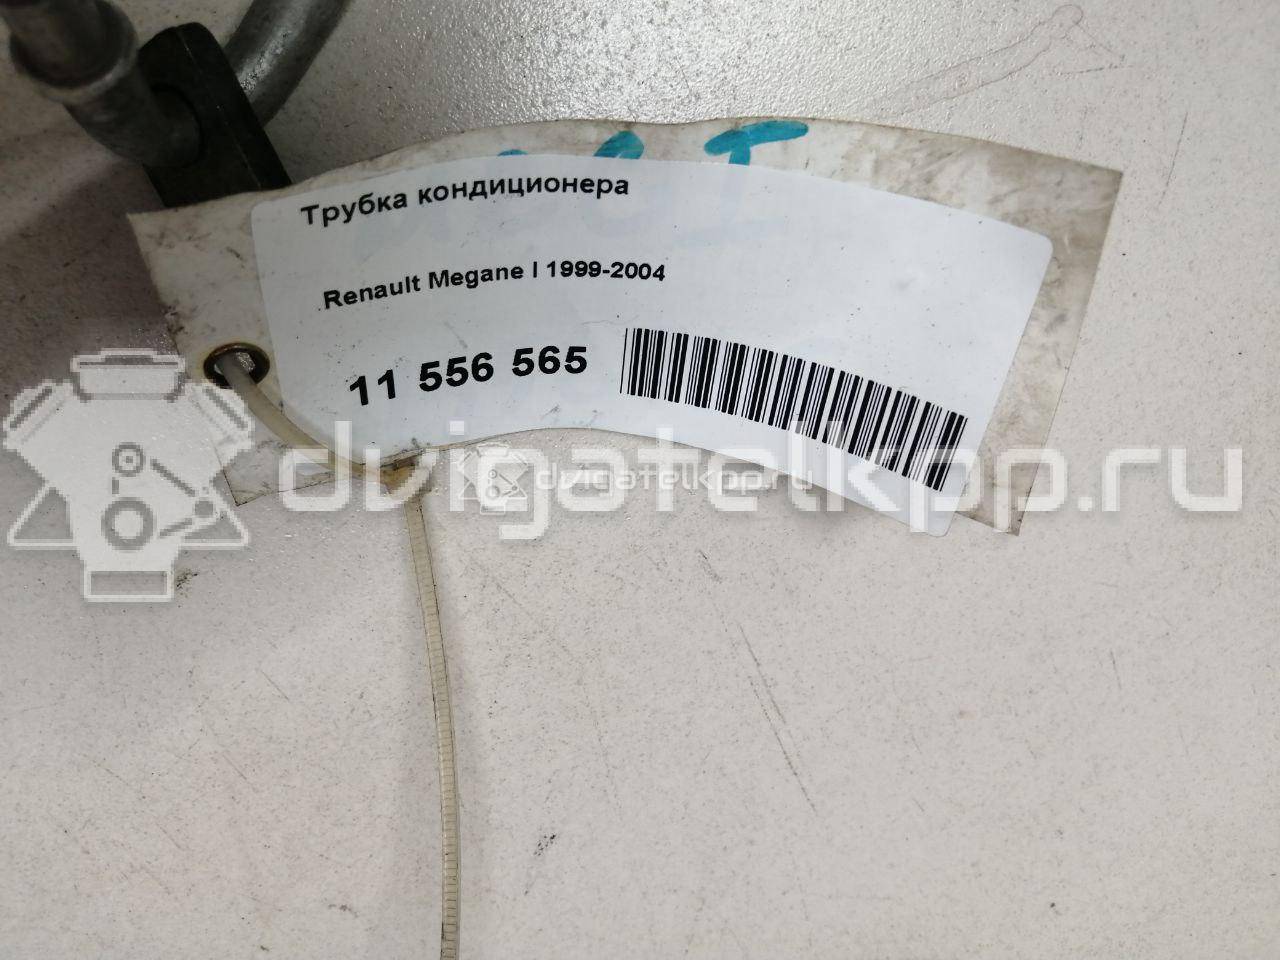 Трубка кондиционера
Renault Megane I 1999-2004
11 556 565
dvigatelkpp.ru
dvigatelkpp.ru